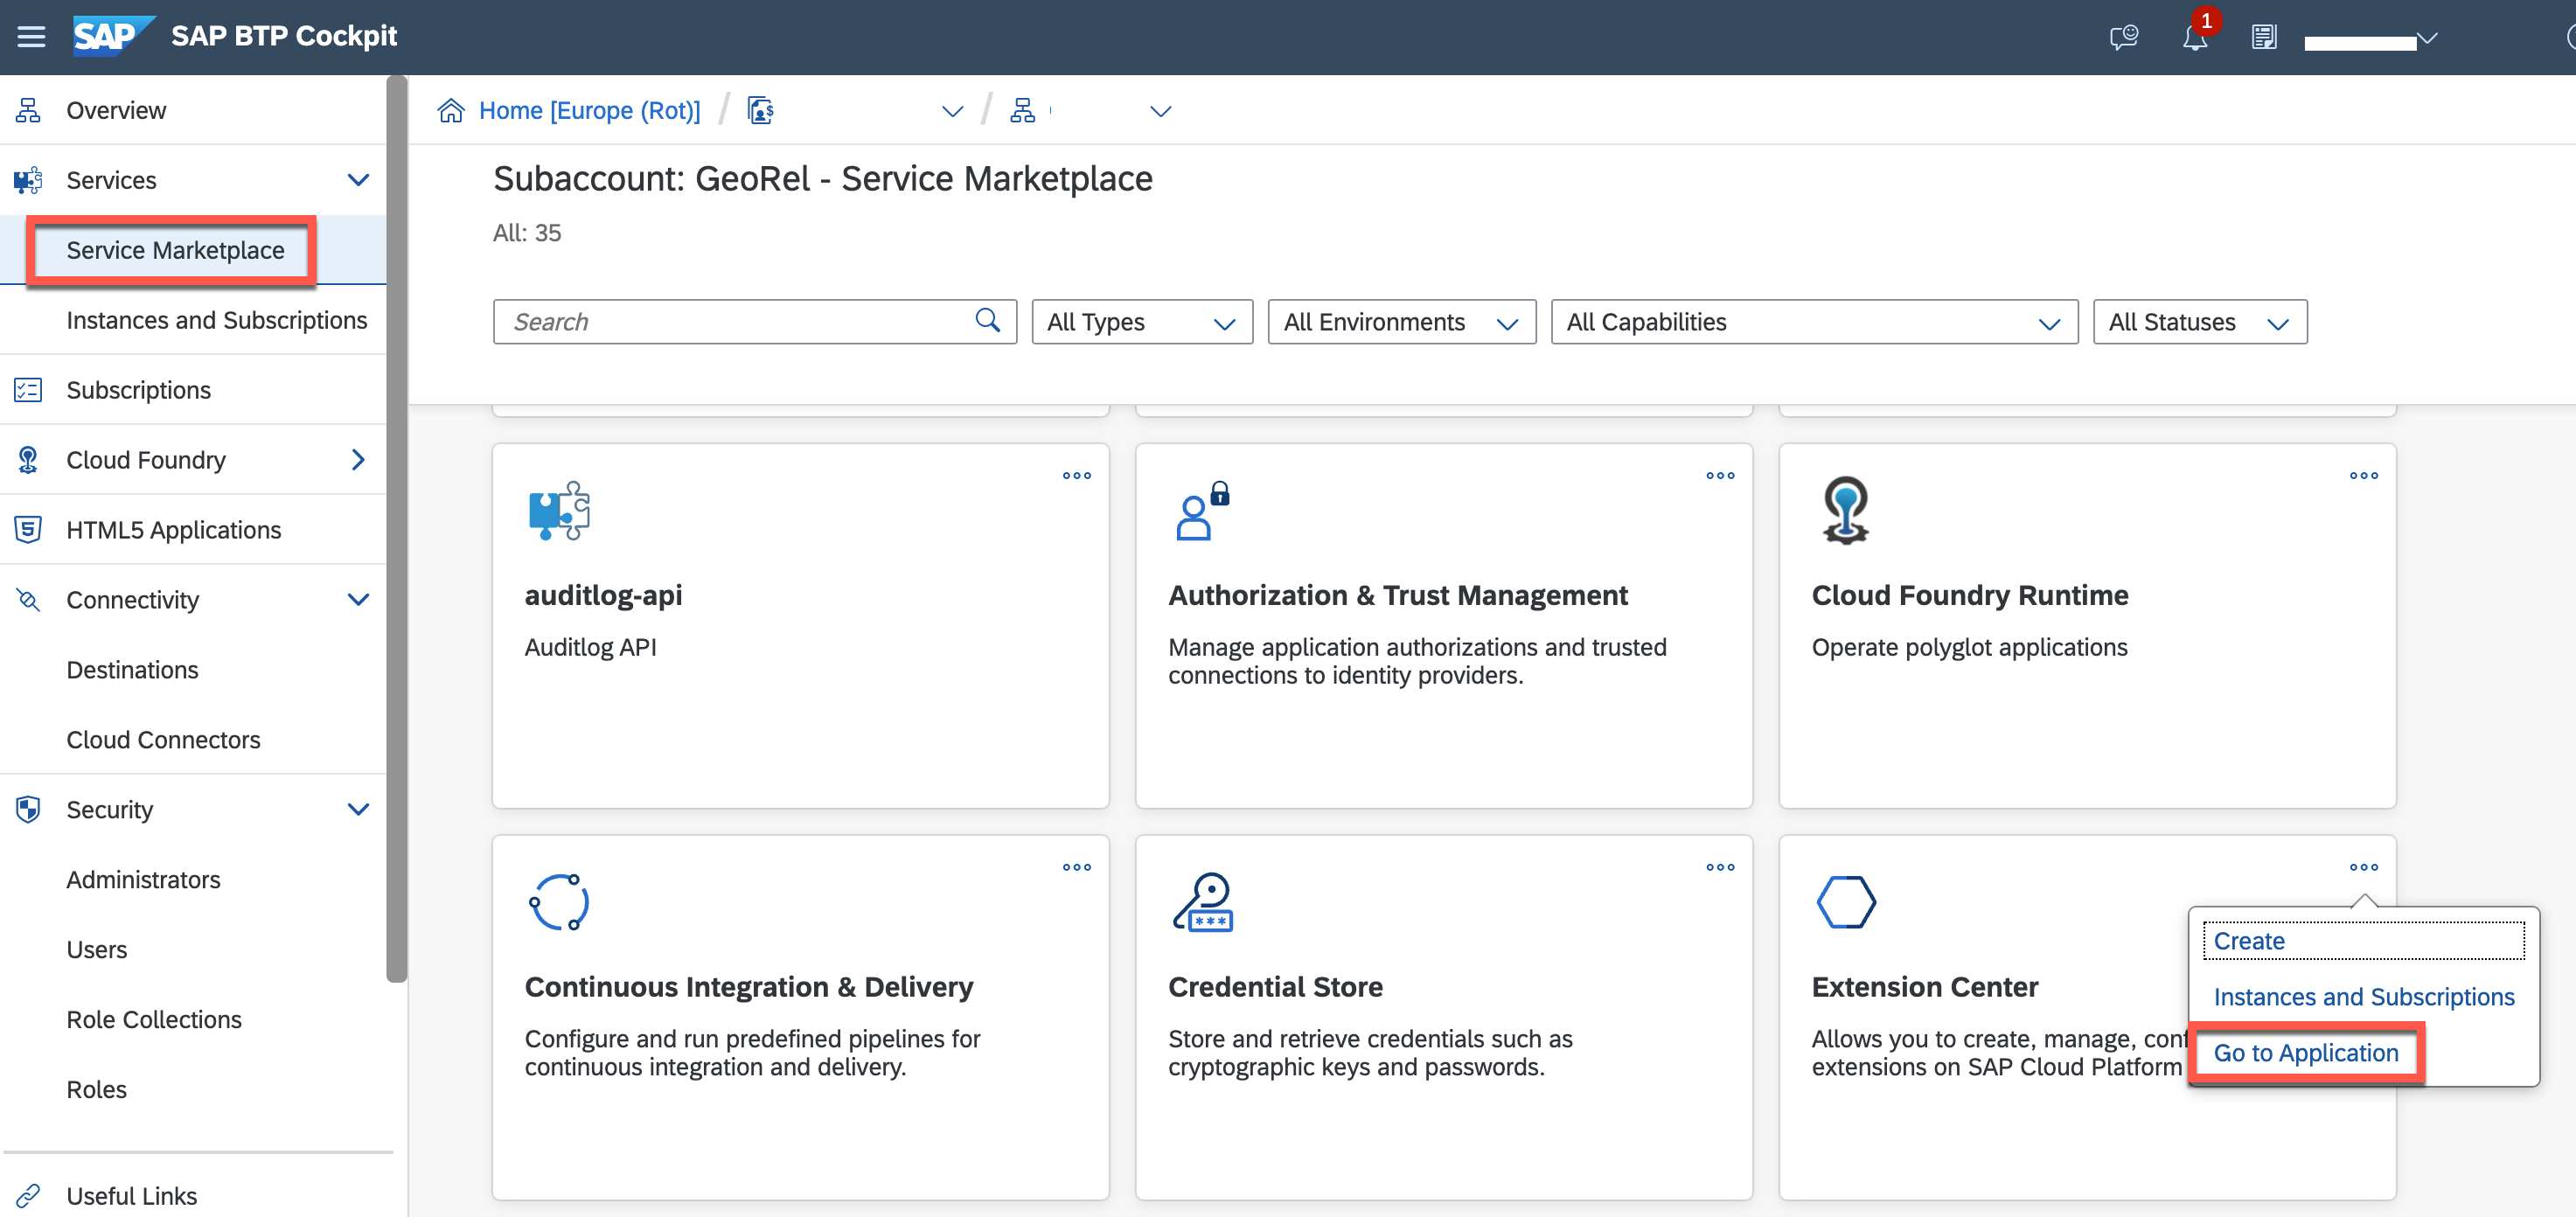 SAP SAP BTP Cockpit
1
Overview
Services
Service Marketplace
Instances and Subscriptions
Subscriptions
Cloud Foundry
HTML5 Applications
Connectivity
Destinations
Cloud Connectors
Security
Administrators
Users
Role Collections
Roles
Useful Links
Home [Europe (Rot)] / /
Subaccount: GeoRel - Service Marketplace
All: 35
Search All Types All Environments All Capabilities All Statuses
auditlog-api
Auditlog API
Authorization & Trust Management
Manage application authorizations and trusted
connections to identity providers.
Cloud Foundry Runtime
Operate polyglot applications
Continuous Integration & Delivery
Configure and run predefined pipelines for
continuous integration and delivery.
Credential Store
Store and retrieve credentials such as
cryptographic keys and passwords.
***
Extension Center
Allows you to create, manage, con
extensions on SAP Cloud Platform
Create
Instances and Subscriptions
Go to Application